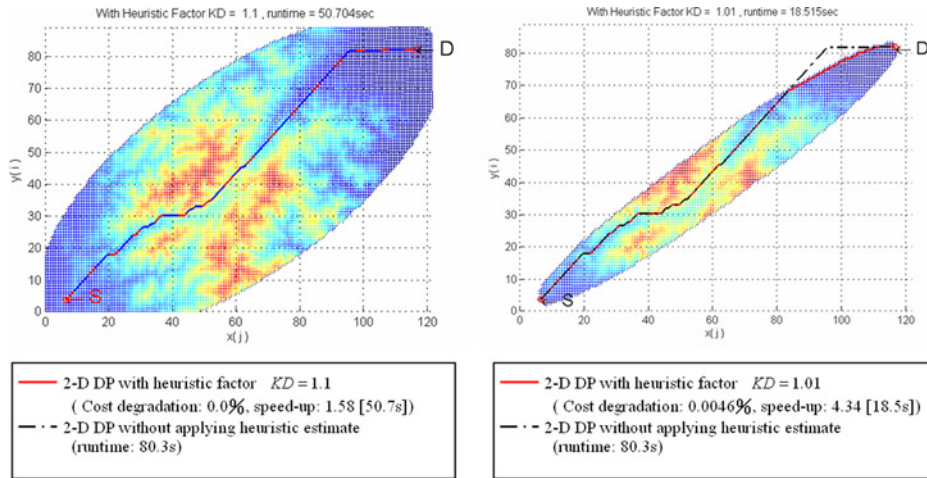 With Heuristic Factor KD = 1.1 , runtime = 50.704sec
80
70
60
50
40
30
20
10
0
y( i )
D
S
0 20 40 60 80 100 120
x( j )
With Heuristic Factor KD = 1.01 , runtime = 18.515sec
80
70
60
50
40
30
20
10
0
y( i )
D
S
0 20 40 60 80 100 120
x( j )
2-D DP with heuristic factor KD = 1.1
( Cost degradation: 0.0%, speed-up: 1.58 [50.7s])
2-D DP without applying heuristic estimate
(runtime: 80.3s)
2-D DP with heuristic factor KD = 1.01
( Cost degradation: 0.0046%, speed-up: 4.34 [18.5s])
2-D DP without applying heuristic estimate
(runtime: 80.3s)